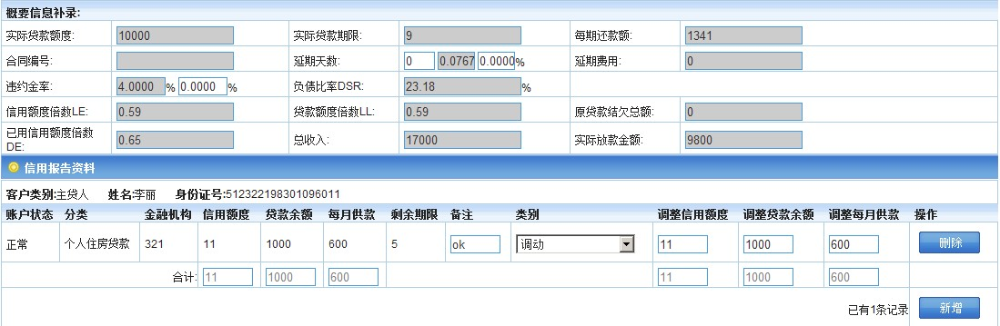 概要信息补录:
实际贷款额度: 10000 实际贷款期限: 9 每期还款额: 1341
合同编号: 延期天数: 0 0.0767 0.0000% 延期费用: 0
违约金率: 4.0000 % 0.0000 % 负债比率DSR: 23.18 %
信用额度倍数LE: 0.59 贷款额度倍数LL: 0.59 原贷款结欠总额: 0
已用信用额度倍数DE: 0.65 总收入: 17000 实际放款金额: 9800
信用报告资料
客户类别:主贷人 姓名:李丽 身份证号:512322198301096011
账户状态 分类 金融机构 信用额度 贷款余额 每月供款 剩余期限 备注 类别 调整信用额度 调整贷款余额 调整每月供款 操作
正常 个人住房贷款 321 11 1000 600 5 ok 调动 11 1000 600 删除
合计: 11 1000 600 11 1000 600
已有1条记录 新增